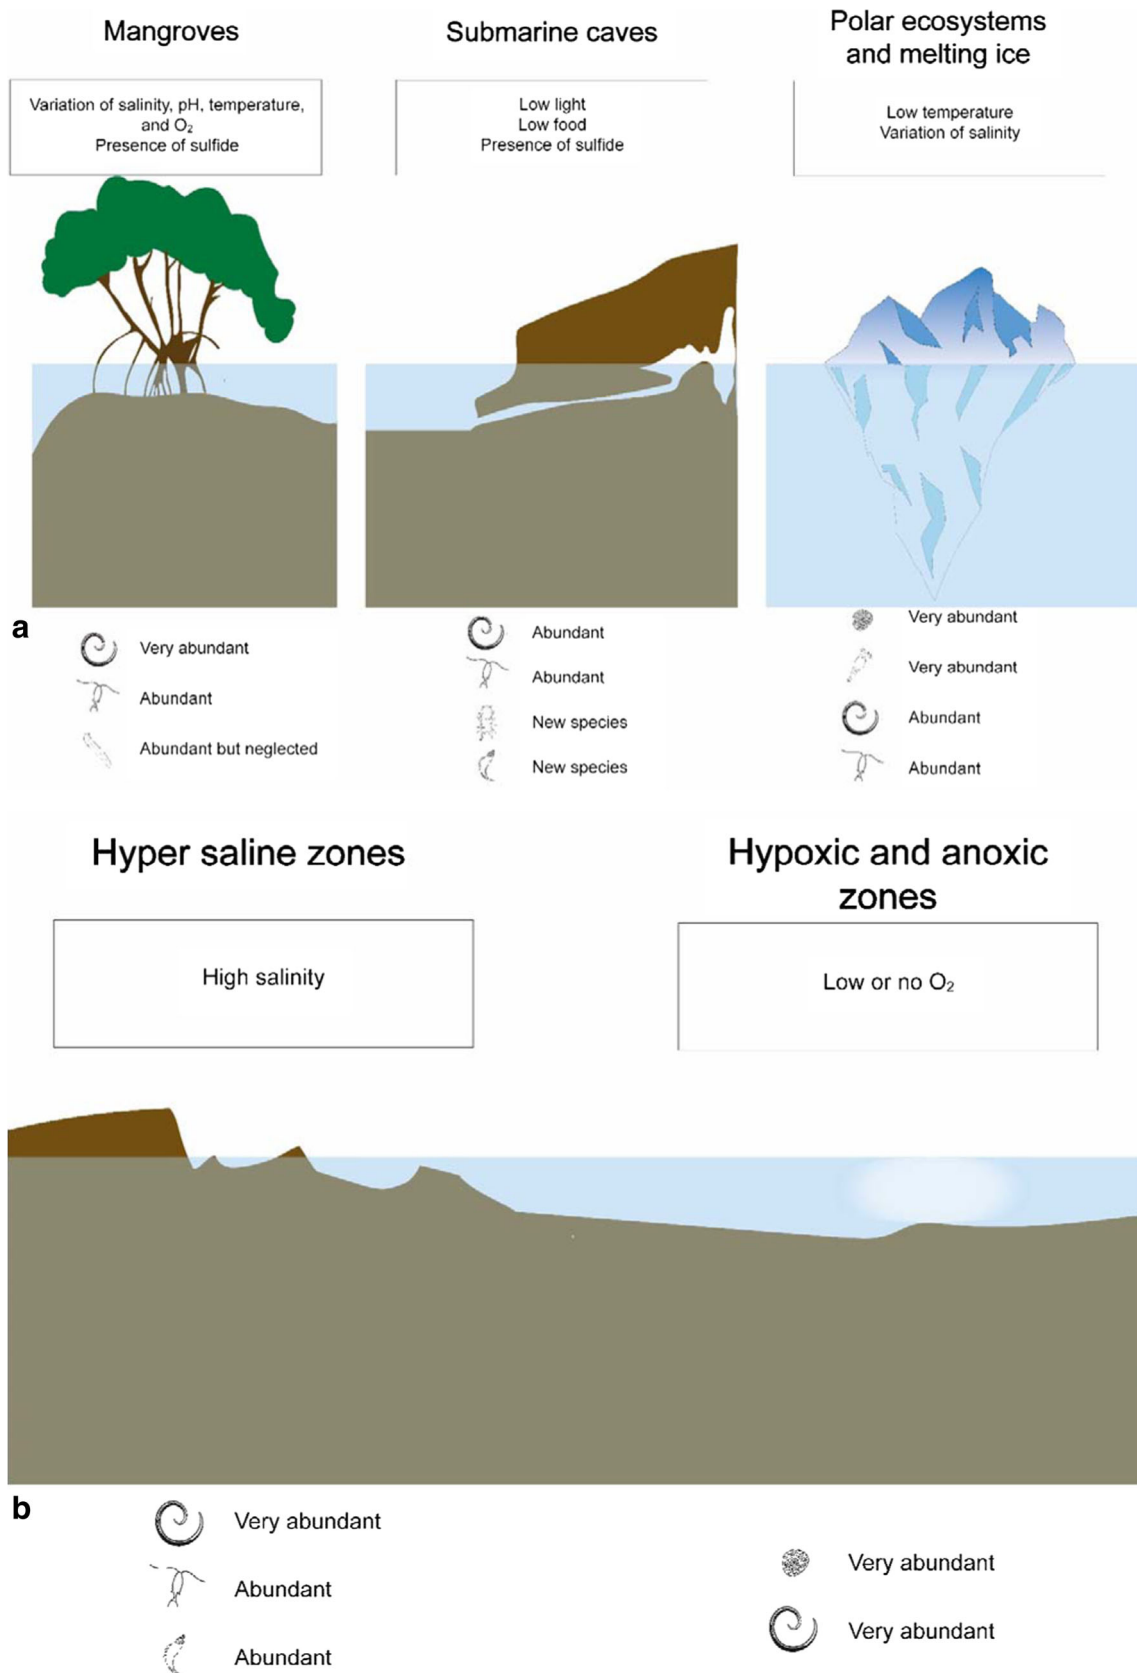 Mangroves
Variation of salinity, pH, temperature,
and O₂
Presence of sulfide
Submarine caves
Low light
Low food
Presence of sulfide
Polar ecosystems
and melting ice
Low temperature
Variation of salinity
a
Very abundant
Abundant
Abundant but neglected
Abundant
Abundant
New species
New species
Very abundant
Very abundant
Abundant
Abundant
Hyper saline zones
High salinity
Hypoxic and anoxic
zones
Low or no O₂
b
Very abundant
Abundant
Abundant
Very abundant
Very abundant